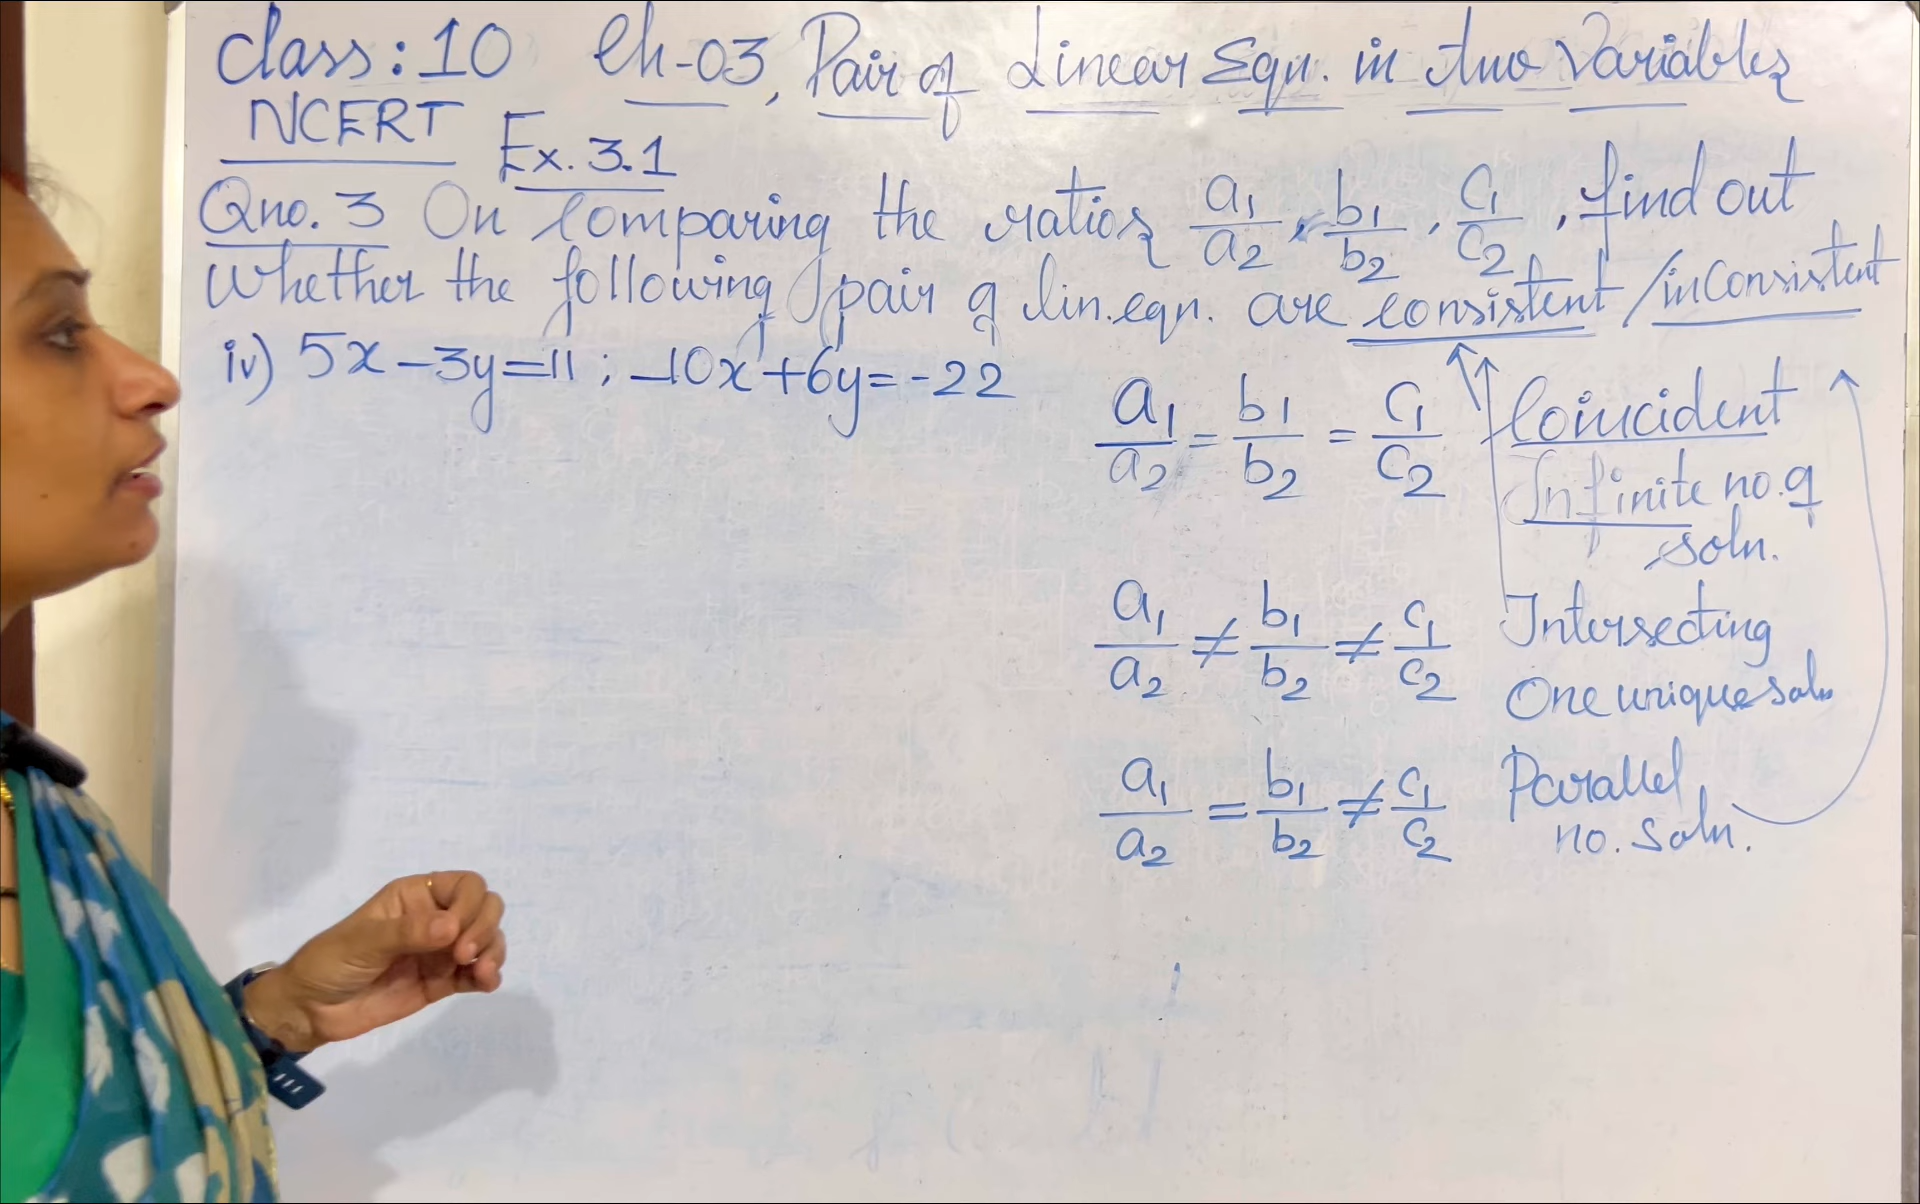 Class: 10 Ch-03, Pair of Linear Eqn. in two Variables
NCERT Ex. 3.1
Qno. 3 On Comparing the ratios a₁/a₂, b₁/b₂, c₁/c₂, find out
Whether the following pair of lin. eqn. are consistent/inconsistent
iv) 5x-3y=11; -10x+6y=-22
a₁/a₂ = b₁/b₂ = c₁/c₂ Coincident
Infinite no. of
soln.
a₁/a₂ ≠ b₁/b₂ ≠ c₁/c₂ Intersecting
One unique soln
a₁/a₂ = b₁/b₂ ≠ c₁/c₂ Parallel
no. soln.